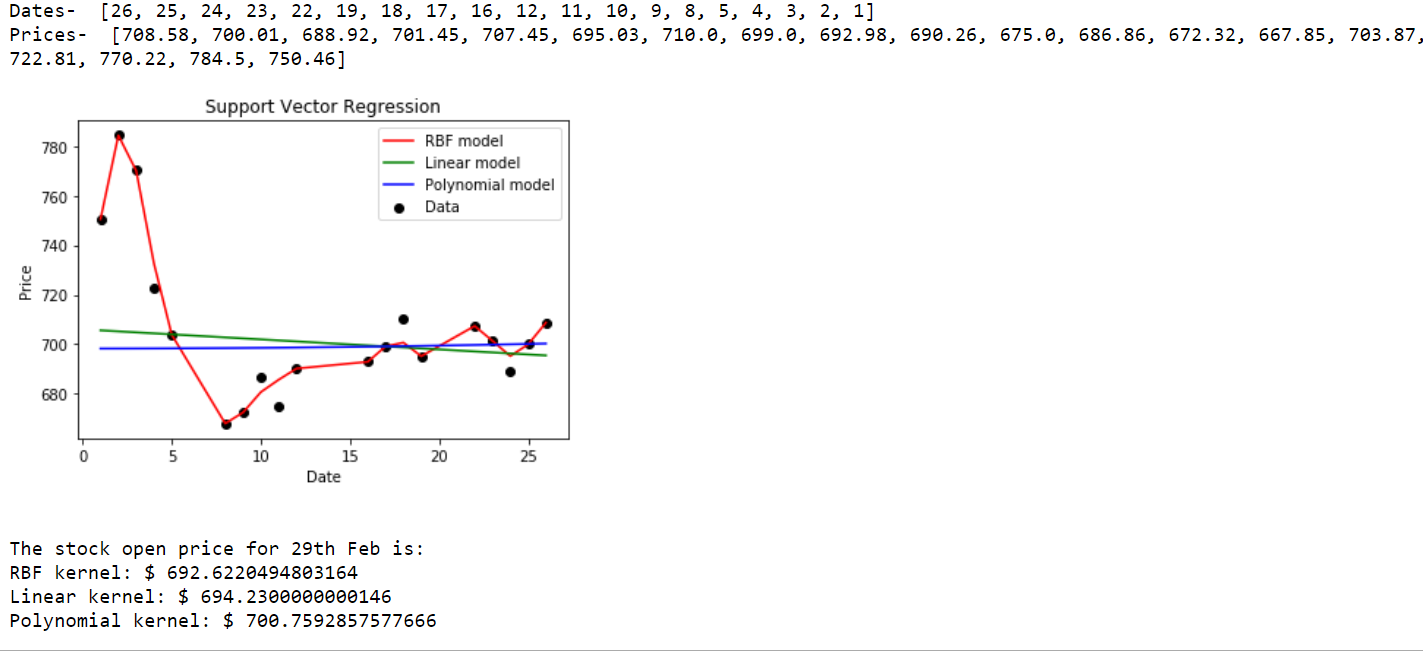 Dates-  [26, 25, 24, 23, 22, 19, 18, 17, 16, 12, 11, 10, 9, 8, 5, 4, 3, 2, 1]
Prices-  [708.58, 700.01, 688.92, 701.45, 707.45, 695.03, 710.0, 699.0, 692.98, 690.26, 675.0, 686.86, 672.32, 667.85, 703.87,
722.81, 770.22, 784.5, 750.46]
Support Vector Regression
RBF model
Linear model
Polynomial model
Data
780
760
740
720
700
680
Price
0 5 10 15 20 25
Date
The stock open price for 29th Feb is:
RBF kernel: $ 692.6220494803164
Linear kernel: $ 694.2300000000146
Polynomial kernel: $ 700.7592857577666